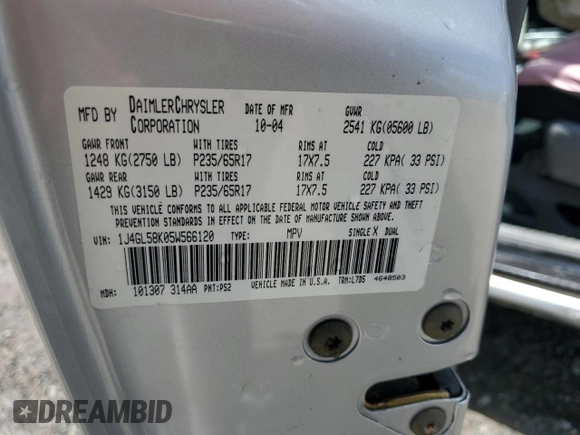 MFD BY DAIMLERCHRYSLER CORPORATION DATE OF MFR 10-04 GVWR 2541 KG(05600 LB)
GAWR FRONT WITH TIRES RIMS AT COLD
1248 KG(2750 LB) P235/65R17 17X7.5 227 KPA( 33 PSI)
GAWR REAR WITH TIRES RIMS AT COLD
1429 KG(3150 LB) P235/65R17 17X7.5 227 KPA( 33 PSI)
THIS VEHICLE CONFORMS TO ALL APPLICABLE FEDERAL MOTOR VEHICLE SAFETY AND THEFT
PREVENTION STANDARDS IN EFFECT ON THE DATE OF MANUFACTURE SHOWN ABOVE.
VIN: 1J4GL58K05W566120 TYPE: MPV SINGLE X DUAL
MDH: 101307 314AA PNT:PS2 VEHICLE MADE IN U.S.A. TRM:L7D5 4648503
DREAMBID